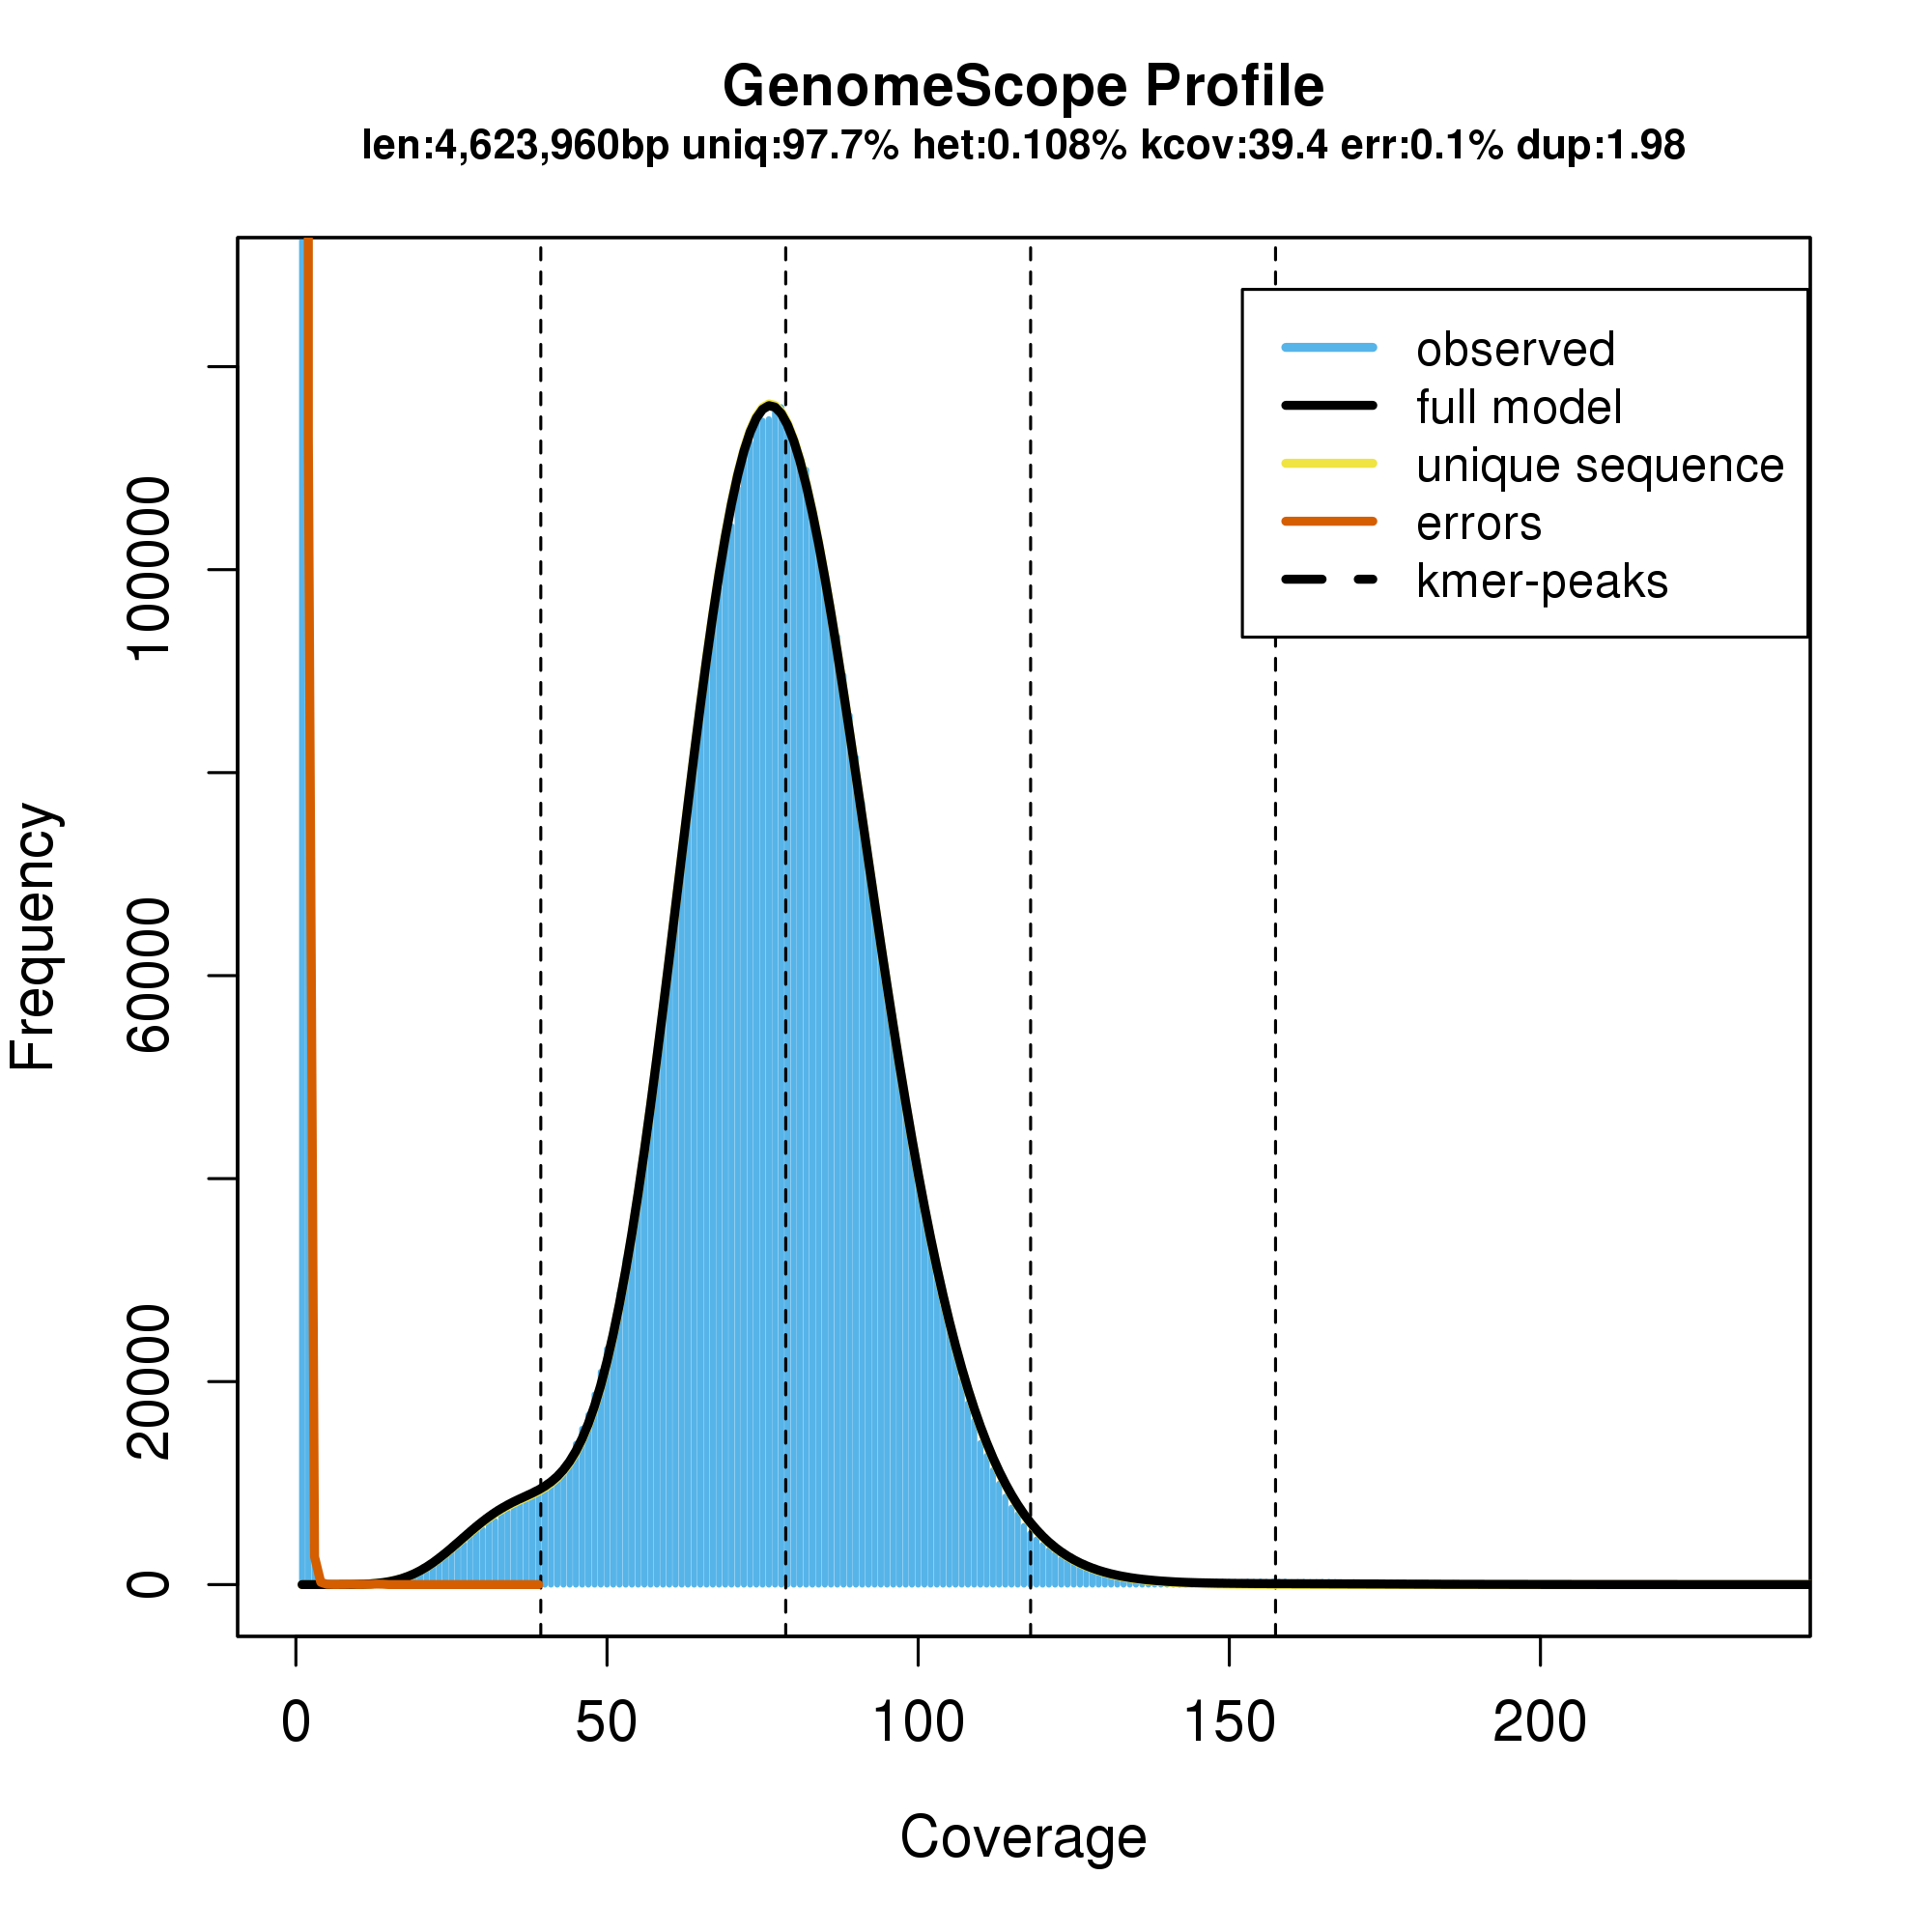 GenomeScope Profile
len:4,623,960bp uniq:97.7% het:0.108% kcov:39.4 err:0.1% dup:1.98
observed
full model
unique sequence
errors
kmer-peaks
Frequency
100000
60000
20000
0
0 50 100 150 200
Coverage